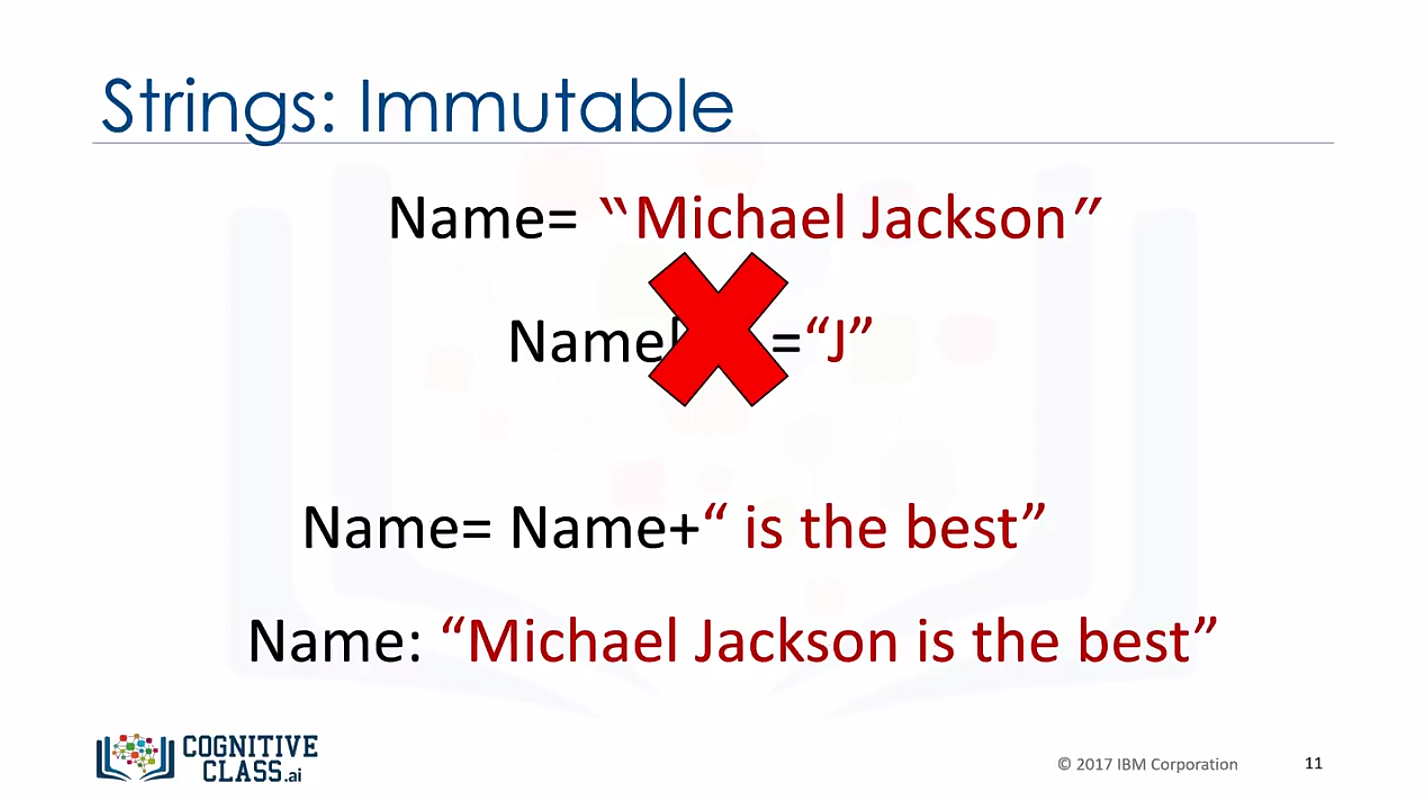 Strings: Immutable
Name= "Michael Jackson"
Name[ =“J”
Name= Name+“ is the best”
Name: “Michael Jackson is the best”
COGNITIVE
CLASS.ai
© 2017 IBM Corporation
11